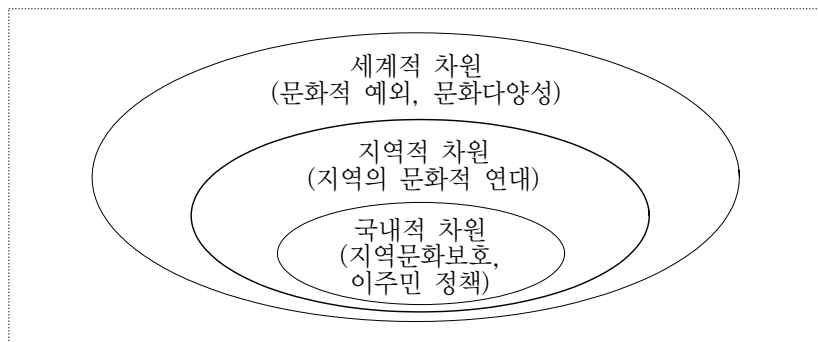 세계적 차원
(문화적 예외, 문화다양성)
지역적 차원
(지역의 문화적 연대)
국내적 차원
(지역문화보호,
이주민 정책)